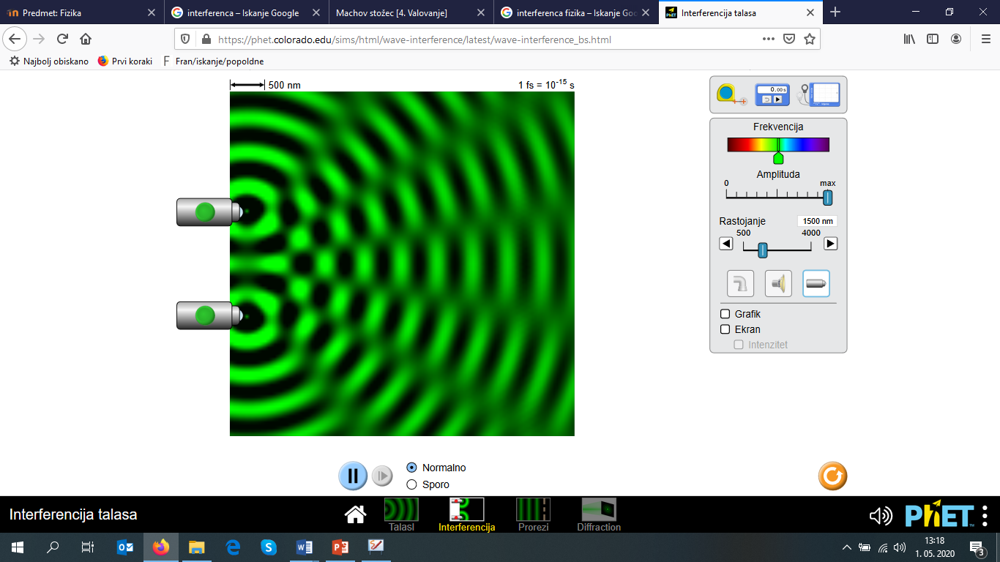 Predmet: Fizika
interferenca – Iskanje Google
Machov stožec [4. Valovanje]
interferenca fizika – Iskanje Goo
Interferencija talasa
https://phet.colorado.edu/sims/html/wave-interference/latest/wave-interference_bs.html
Najbolj obiskano
Prvi koraki
Fran/iskanje/popoldne
500 nm
1 fs = 10⁻¹⁵ s
0.00 s
Frekvencija
Amplituda
0 max
Rastojanje 1500 nm
500 4000
Grafik
Ekran
Intenzitet
Normalno
Sporo
Interferencija talasa
TalasI
Interferencija
Prorezi
Diffraction
PhET
13:18
1. 05. 2020
3